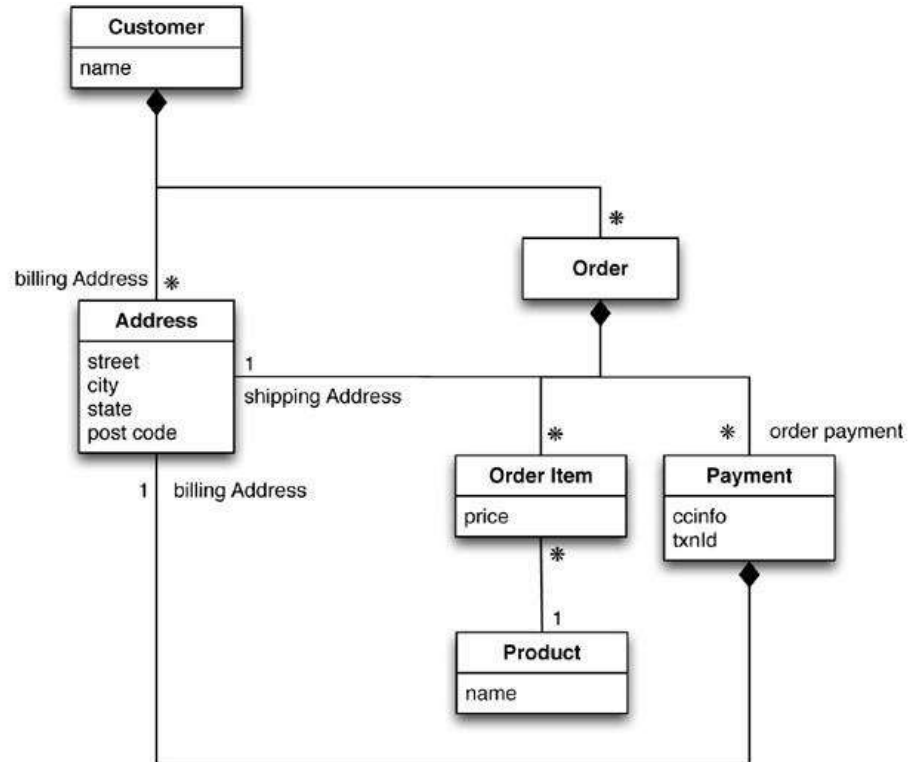 Customer
name
*
Order
billing Address
*
Address
street
city
state
post code
1
shipping Address
*
*
order payment
1
billing Address
Order Item
price
*
Payment
ccinfo
txnId
1
Product
name